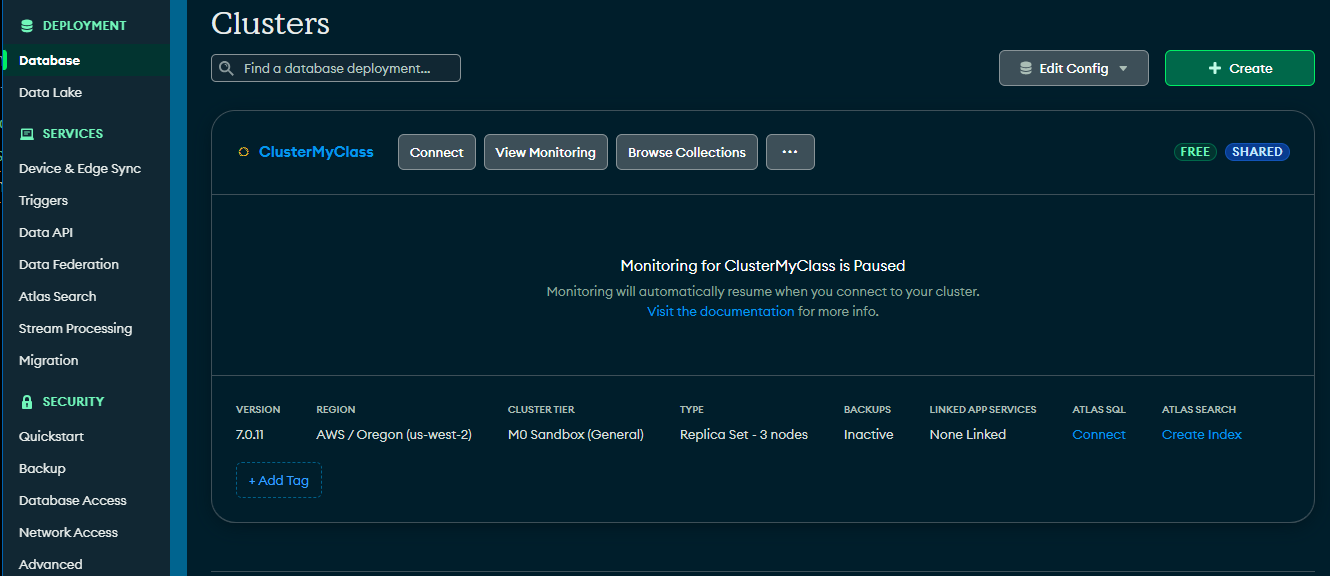 DEPLOYMENT
Database
Data Lake
SERVICES
Device & Edge Sync
Triggers
Data API
Data Federation
Atlas Search
Stream Processing
Migration
SECURITY
Quickstart
Backup
Database Access
Network Access
Advanced
Clusters
Find a database deployment...
Edit Config
+ Create
ClusterMyClass
Connect
View Monitoring
Browse Collections
...
FREE
SHARED
Monitoring for ClusterMyClass is Paused
Monitoring will automatically resume when you connect to your cluster.
Visit the documentation for more info.
VERSION REGION CLUSTER TIER TYPE BACKUPS LINKED APP SERVICES ATLAS SQL ATLAS SEARCH
7.0.11 AWS / Oregon (us-west-2) M0 Sandbox (General) Replica Set - 3 nodes Inactive None Linked Connect Create Index
+ Add Tag